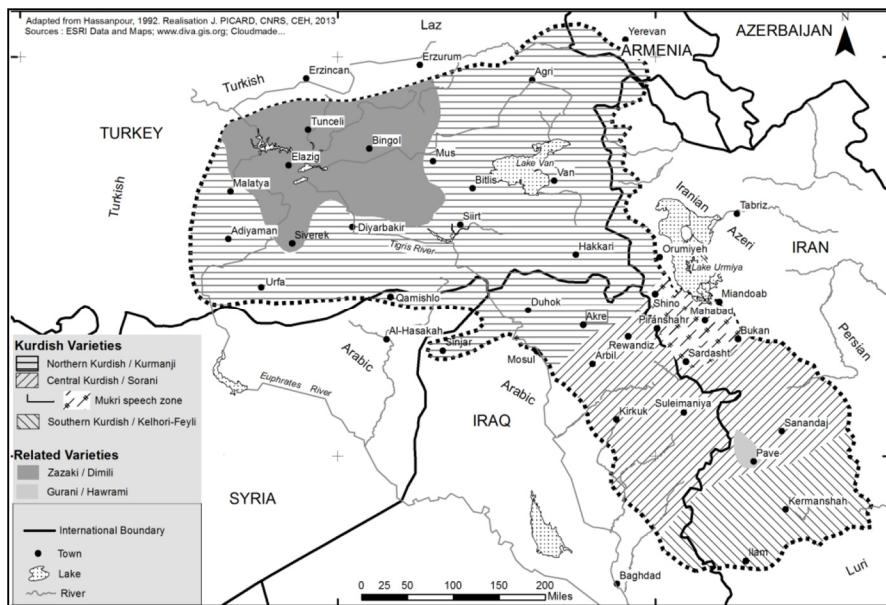 Adapted from Hassanpour, 1992. Realisation J. PICARD, CNRS, CEH, 2013
Sources : ESRI Data and Maps; www.diva.gis.org; Cloudmade...
Laz
Yerevan
AZERBAIJAN
N
ARMENIA
Erzurum
Erzincan
Turkish
Agri
TURKEY
Tunceli
Bingol
Elazig
Mus
Lake Van
Van
Bitlis
Malatya
Turkish
Iranian
Tabriz
Azeri
Adiyaman
Siverek
Diyarbakir
Siirt
Tigris River
IRAN
Hakkari
Orumiyeh
Lake Urmiya
Urfa
Qamishlo
Duhok
Shino
Miandoab
Mahabad
Akre
Piranshahr
Persian
Al-Hasakah
Sinjar
Rewandiz
Bukan
Arabic
Mosul
Arbil
Sardasht
Euphrates River
Arabic
IRAQ
Kirkuk
Suleimaniya
Sanandaj
Pave
SYRIA
Kermanshah
Ilam
Luri
Baghdad
Kurdish Varieties
Northern Kurdish / Kurmanji
Central Kurdish / Sorani
Mukri speech zone
Southern Kurdish / Kelhori-Feyli
Related Varieties
Zazaki / Dimili
Gurani / Hawrami
International Boundary
Town
Lake
River
0 25 50 100 150 200
Miles